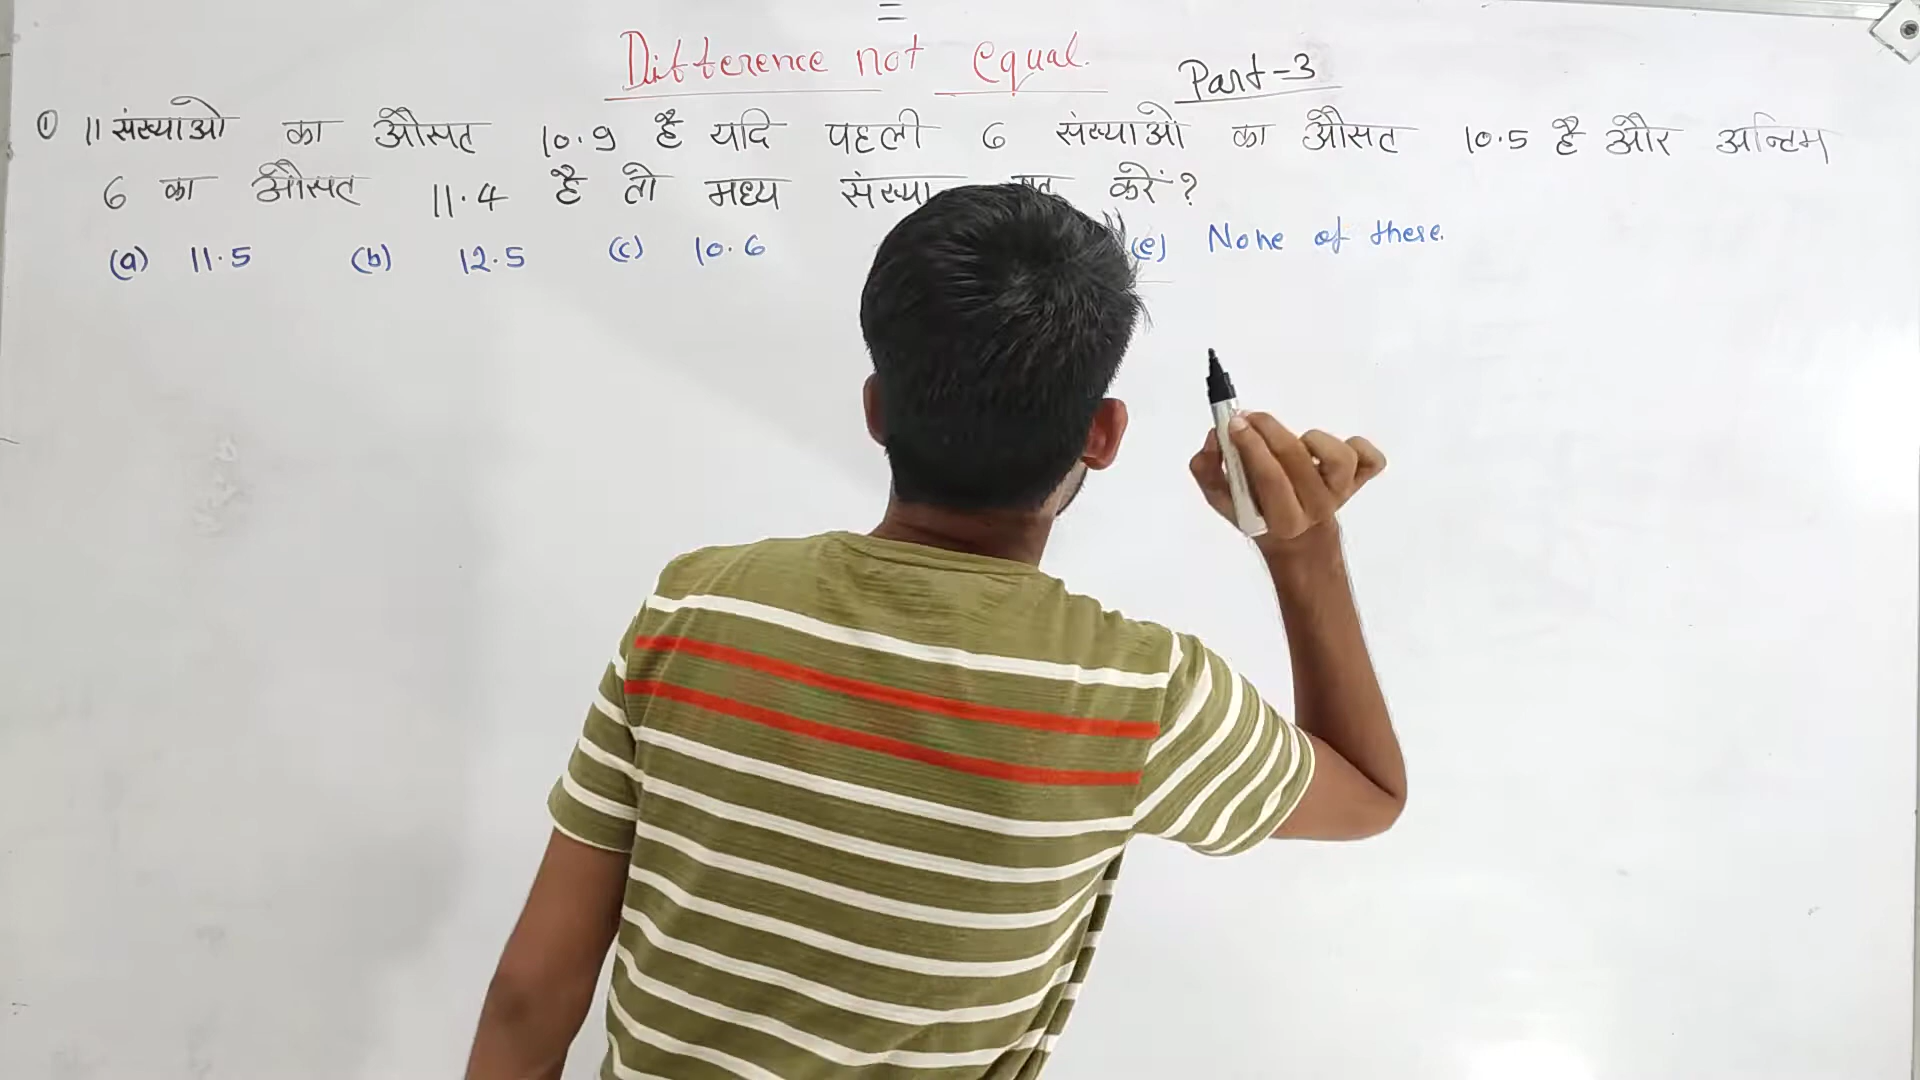 Difference not equal.
Part-3
① 11 संख्याओ का औसत 10.9 है यदि पहली 6 संख्याओ का औसत 10.5 है और अन्तिम
6 का औसत 11.4 है तो मध्य संख्या करें ?
(a) 11.5 (b) 12.5 (c) 10.6 (e) None of these.